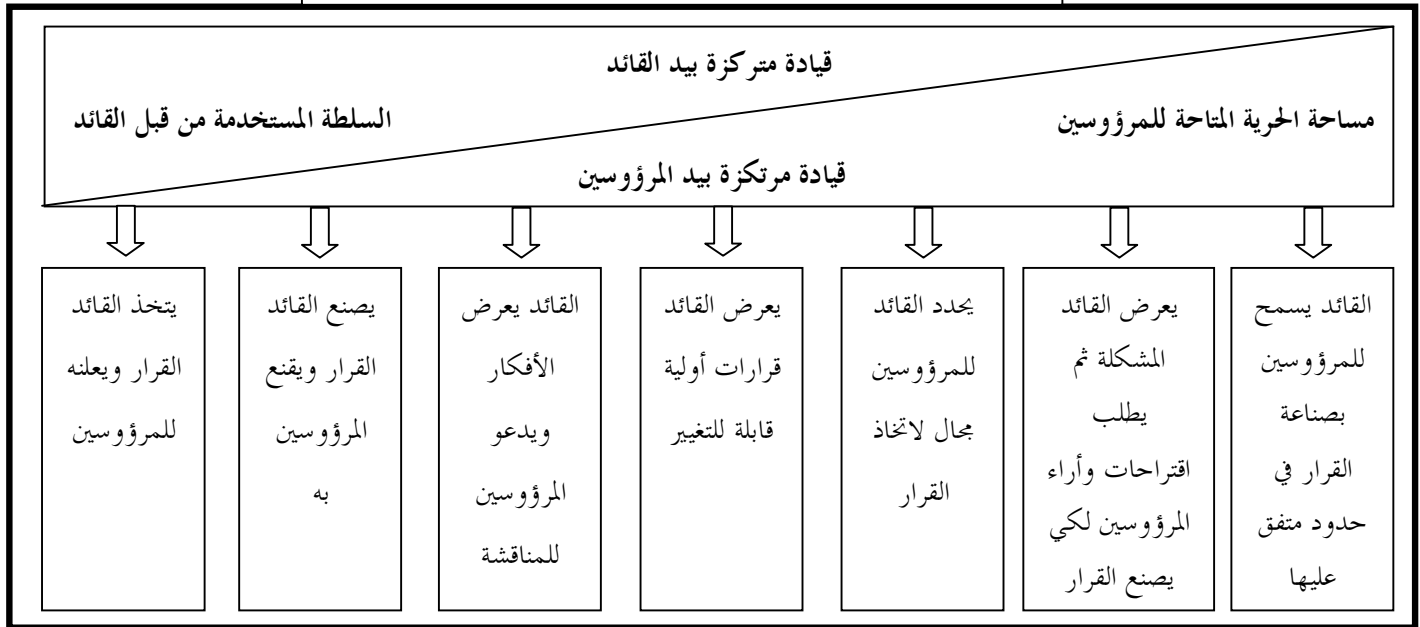 قيادة متركزة بيد القائد
مساحة الحرية المتاحة للمرؤوسين
السلطة المستخدمة من قبل القائد
قيادة مرتكزة بيد المرؤوسين
القائد يسمح
للمرؤوسين
بصناعة
القرار في
حدود متفق
عليها
يعرض القائد
المشكلة ثم
يطلب
اقتراحات وأراء
المرؤوسين لكي
يصنع القرار
يحدد القائد
للمرؤوسين
مجال لاتخاذ
القرار
يعرض القائد
قرارات أولية
قابلة للتغيير
القائد يعرض
الأفكار
ويدعو
المرؤوسين
للمناقشة
يصنع القائد
القرار ويقنع
المرؤوسين
به
يتخذ القائد
القرار ويعلنه
للمرؤوسين